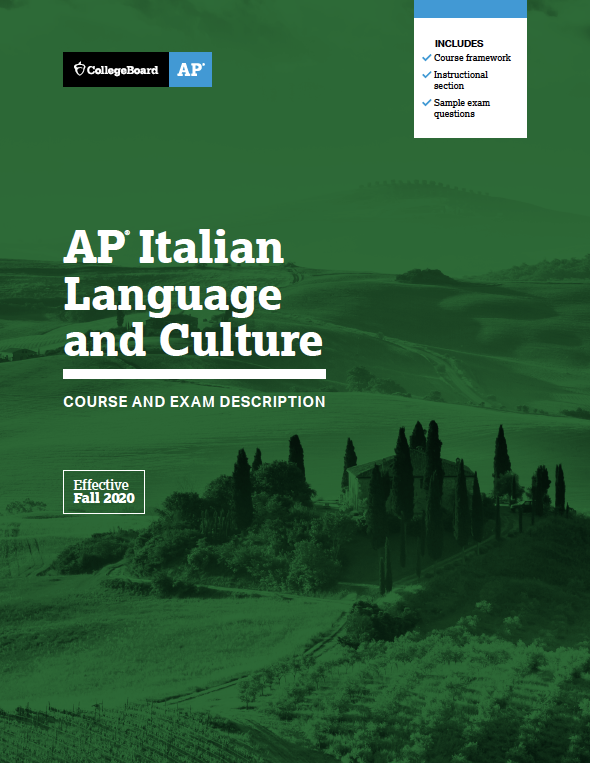 CollegeBoard
AP®
INCLUDES
Course framework
Instructional
section
Sample exam
questions
AP® Italian
Language
and Culture
COURSE AND EXAM DESCRIPTION
Effective
Fall 2020